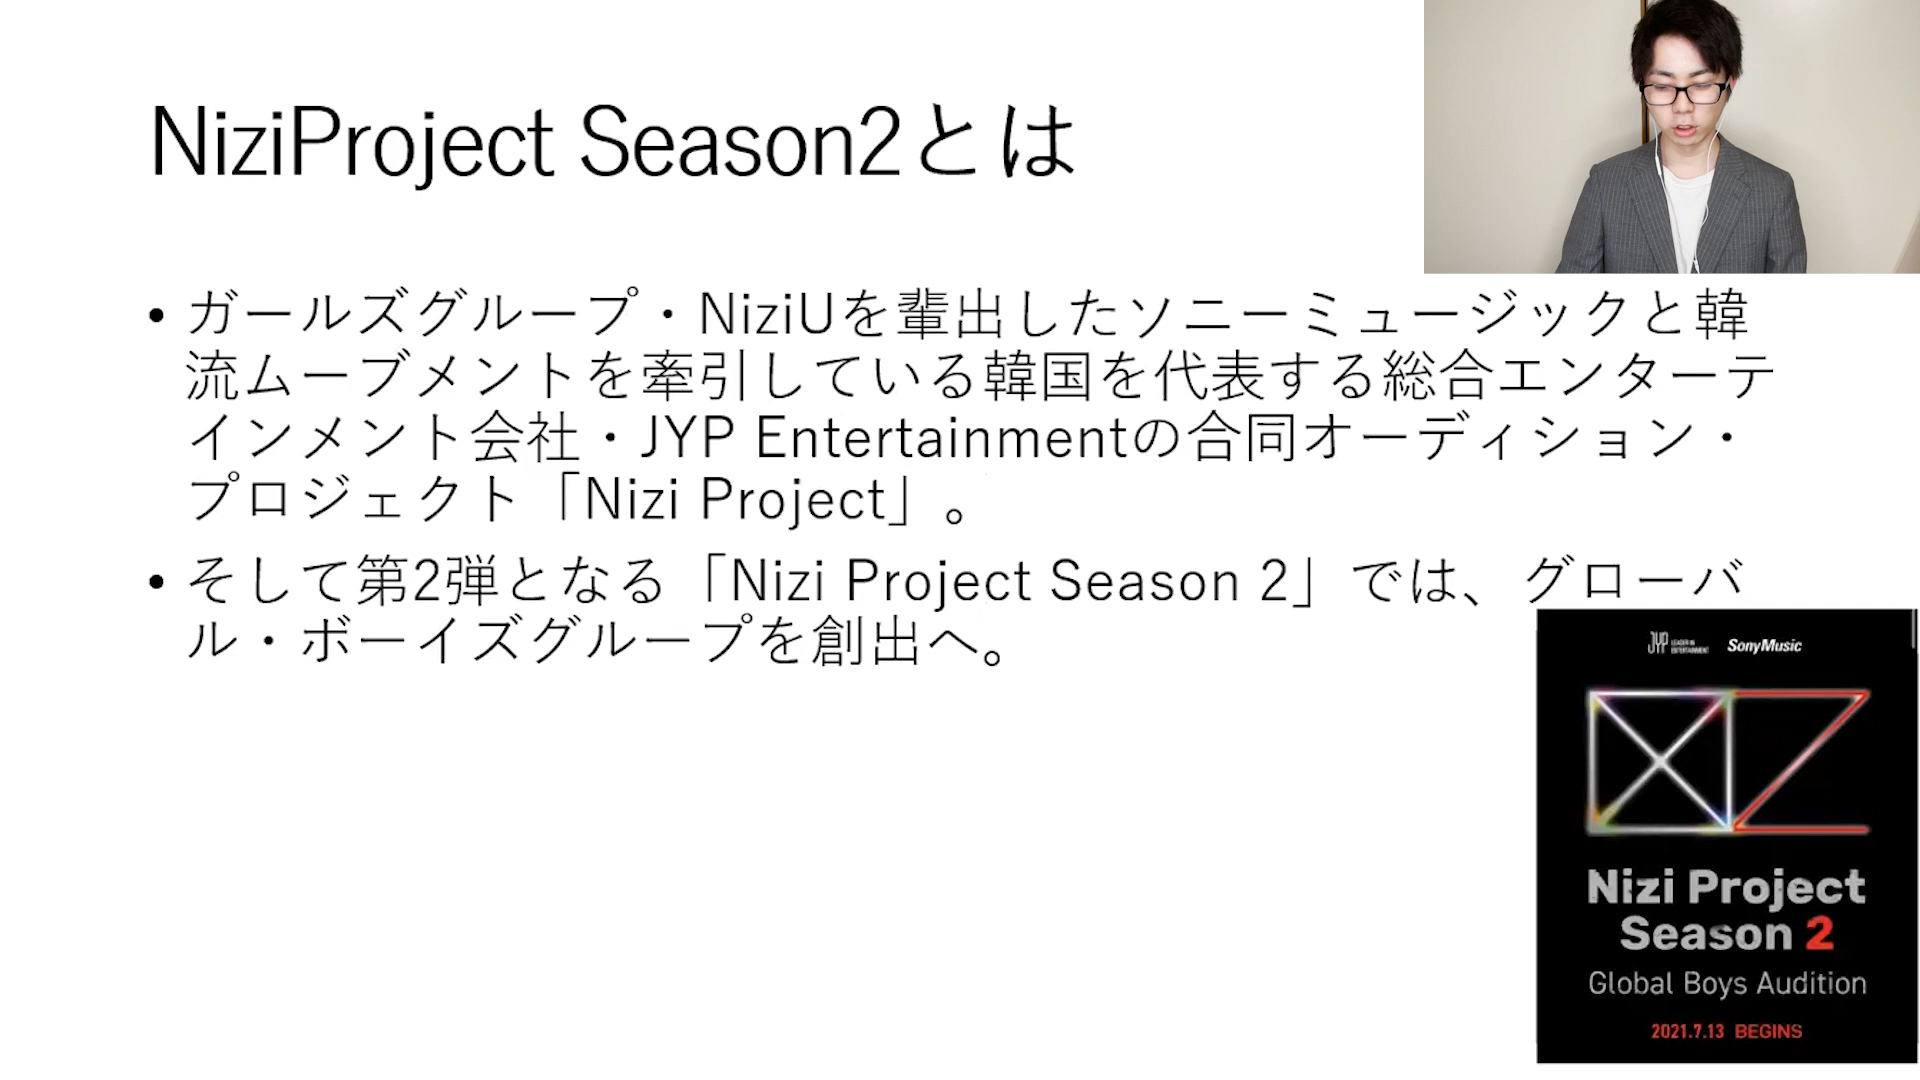 NiziProject Season2とは
• ガールズグループ・NiziUを輩出したソニーミュージックと韓
流ムーブメントを牽引している韓国を代表する総合エンターテ
インメント会社・JYP Entertainmentの合同オーディション・
プロジェクト「Nizi Project」。
• そして第2弾となる「Nizi Project Season 2」では、グローバ
ル・ボーイズグループを創出へ。
JYP LEADER IN ENTERTAINMENT SonyMusic
Nizi Project
Season 2
Global Boys Audition
2021.7.13 BEGINS